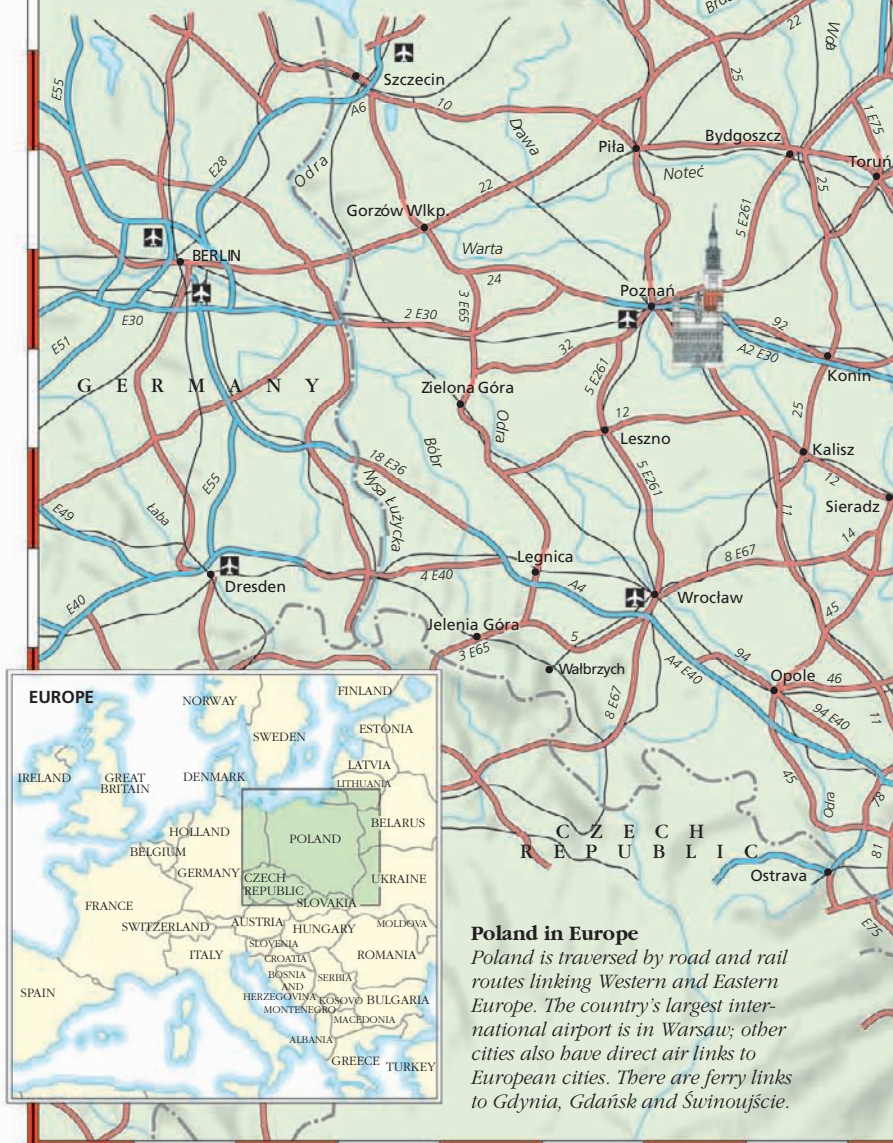 Brda
22
Wda
E55
Szczecin
A6
10
25
1 E75
E28
Odra
Drawa
Piła
Bydgoszcz
Noteć
Toruń
22
25
Gorzów Wlkp.
5 E261
BERLIN
Warta
24
Poznań
3 E65
E30
2 E30
92
E51
32
A2 E30
5 E261
Konin
G E R M A N Y
Zielona Góra
Odra
12
25
Leszno
Bóbr
Kalisz
18 E36
5 E261
12
E55
Nysa Łużycka
Sieradz
E49
Łaba
11
14
Legnica
8 E67
4 E40
A4
Dresden
Wrocław
E40
Jelenia Góra
45
5
3 E65
94
Wałbrzych
A4 E40
Opole
46
8 E67
94 E40
11
45
Odra
78
C Z E C H
R E P U B L I C
81
Ostrava
E75
EUROPE
NORWAY
FINLAND
SWEDEN
ESTONIA
LATVIA
IRELAND
GREAT
BRITAIN
DENMARK
LITHUANIA
HOLLAND
POLAND
BELARUS
BELGIUM
GERMANY
CZECH
REPUBLIC
UKRAINE
FRANCE
SLOVAKIA
SWITZERLAND
AUSTRIA
HUNGARY
MOLDOVA
SLOVENIA
ITALY
CROATIA
ROMANIA
BOSNIA
AND
HERZEGOVINA
SERBIA
SPAIN
KOSOVO
BULGARIA
MONTENEGRO
MACEDONIA
ALBANIA
GREECE
TURKEY
Poland in Europe
Poland is traversed by road and rail
routes linking Western and Eastern
Europe. The country's largest inter-
national airport is in Warsaw; other
cities also have direct air links to
European cities. There are ferry links
to Gdynia, Gdańsk and Świnoujście.